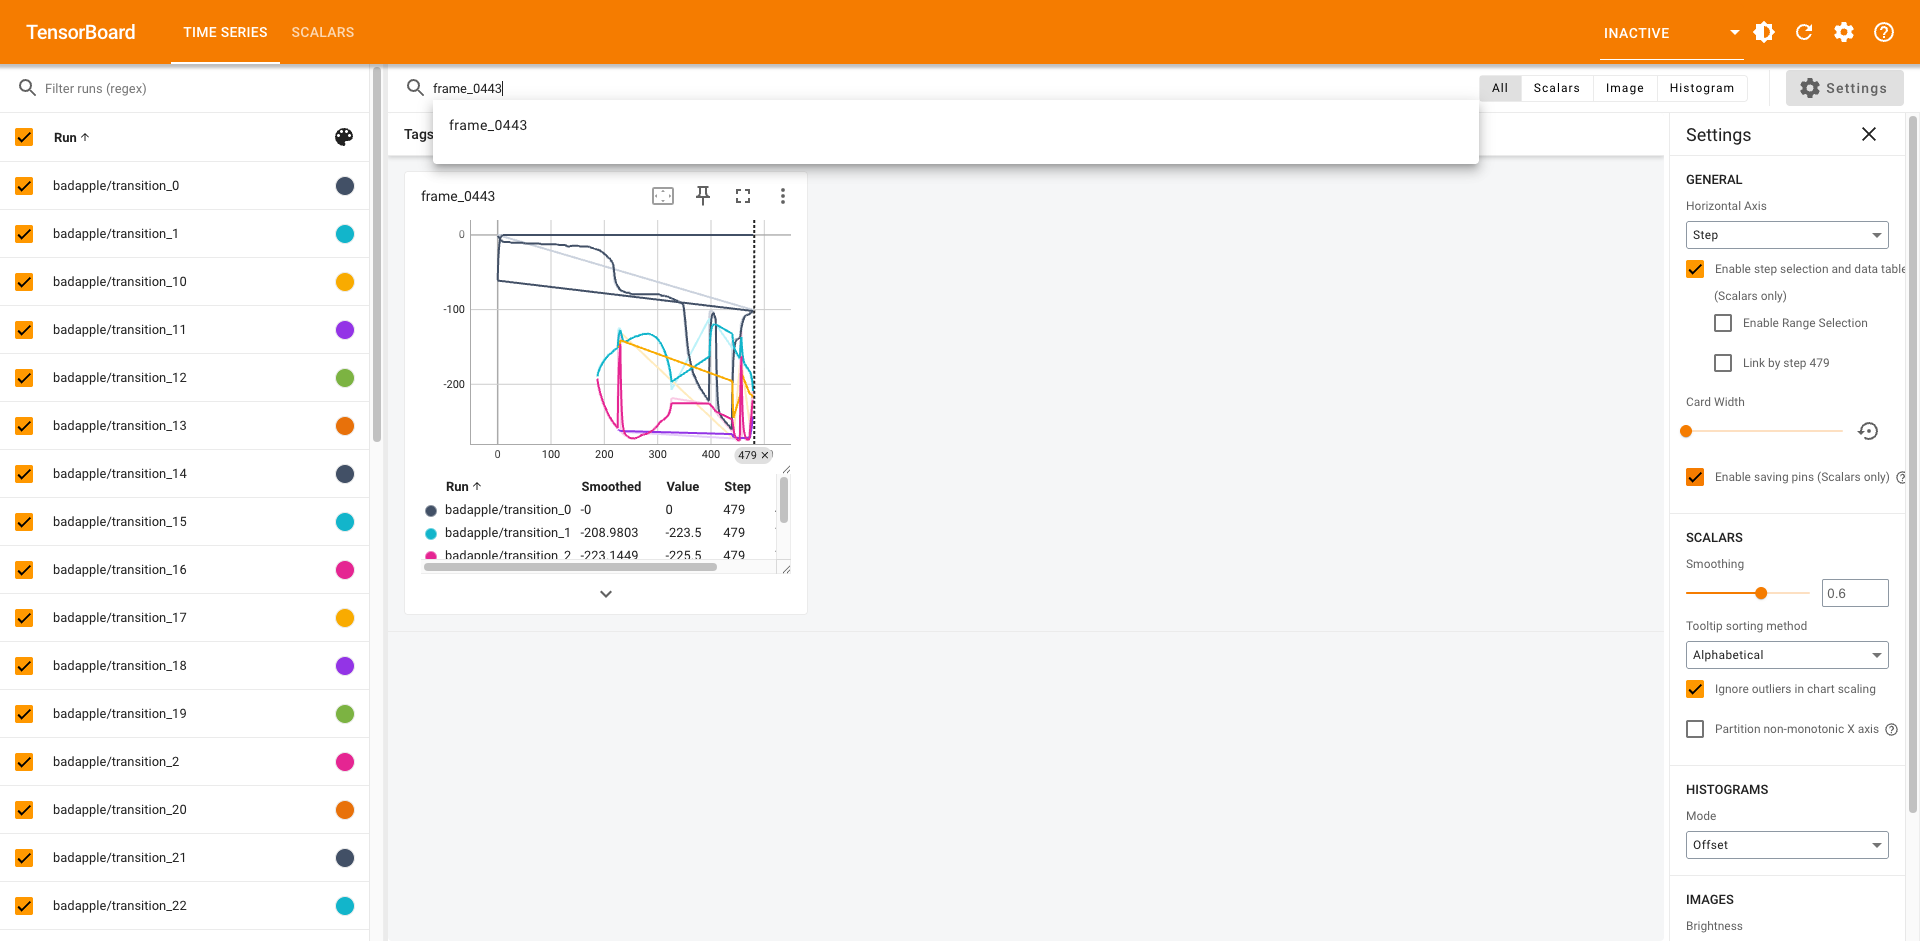 TensorBoard
TIME SERIES
SCALARS
INACTIVE
Filter runs (regex)
frame_0443
All
Scalars
Image
Histogram
Settings
frame_0443
Run
Tags
Settings
badapple/transition_0
badapple/transition_1
badapple/transition_10
badapple/transition_11
badapple/transition_12
badapple/transition_13
badapple/transition_14
badapple/transition_15
badapple/transition_16
badapple/transition_17
badapple/transition_18
badapple/transition_19
badapple/transition_2
badapple/transition_20
badapple/transition_21
badapple/transition_22
frame_0443
0
-100
-200
0 100 200 300 400 479
Run Smoothed Value Step
badapple/transition_0 -0 0 479
badapple/transition_1 -208.9803 -223.5 479
badapple/transition_2 -223.1449 -225.5 479
GENERAL
Horizontal Axis
Step
Enable step selection and data table
(Scalars only)
Enable Range Selection
Link by step 479
Card Width
Enable saving pins (Scalars only)
SCALARS
Smoothing
0.6
Tooltip sorting method
Alphabetical
Ignore outliers in chart scaling
Partition non-monotonic X axis
HISTOGRAMS
Mode
Offset
IMAGES
Brightness